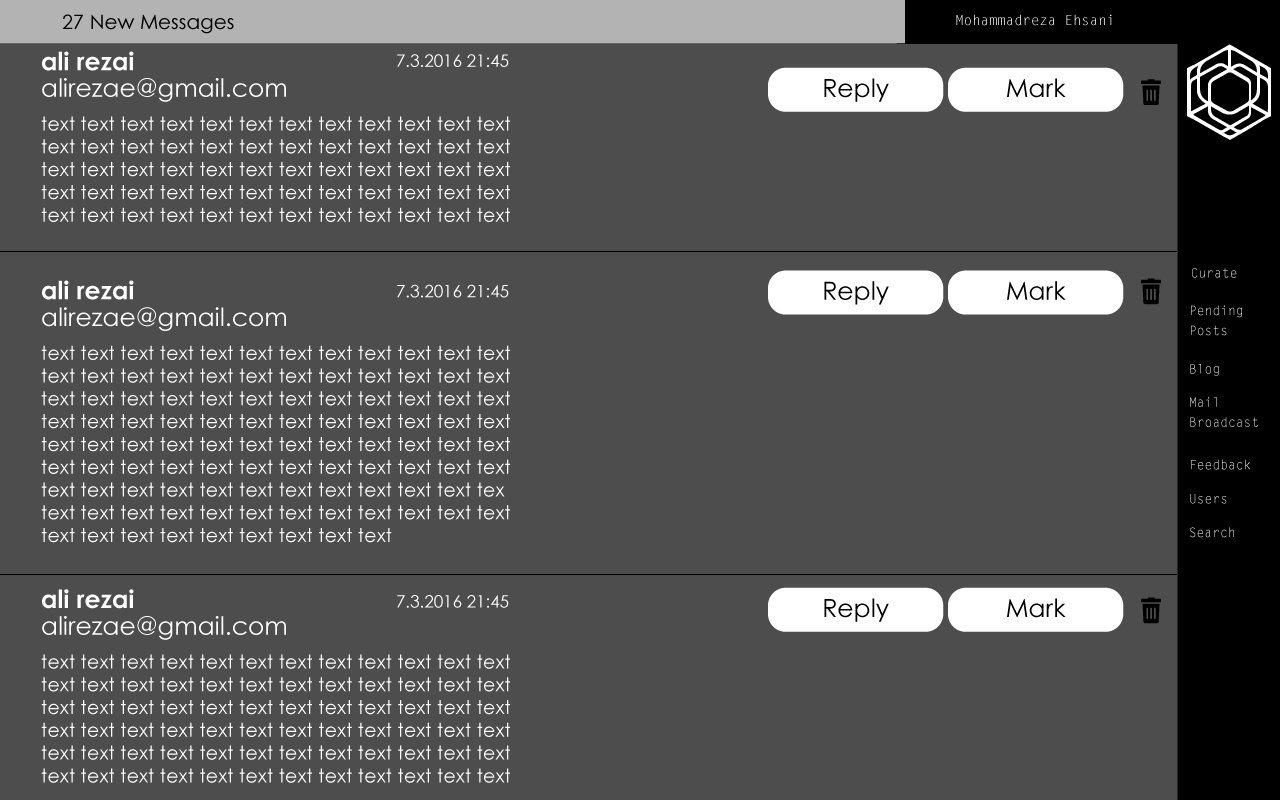 27 New Messages
Mohammadreza Ehsani
ali rezai
7.3.2016 21:45
alirezae@gmail.com
Reply
Mark
text text text text text text text text text text text text
text text text text text text text text text text text text
text text text text text text text text text text text text
text text text text text text text text text text text text
text text text text text text text text text text text text
ali rezai
7.3.2016 21:45
alirezae@gmail.com
Reply
Mark
text text text text text text text text text text text text
text text text text text text text text text text text text
text text text text text text text text text text text text
text text text text text text text text text text text text
text text text text text text text text text text text text
text text text text text text text text text text text text
text text text text text text text text text text text tex
text text text text text text text text text text text text
text text text text text text text text text
ali rezai
7.3.2016 21:45
alirezae@gmail.com
Reply
Mark
text text text text text text text text text text text text
text text text text text text text text text text text text
text text text text text text text text text text text text
text text text text text text text text text text text text
text text text text text text text text text text text text
text text text text text text text text text text text text
Curate
Pending
Posts
Blog
Mail
Broadcast
Feedback
Users
Search